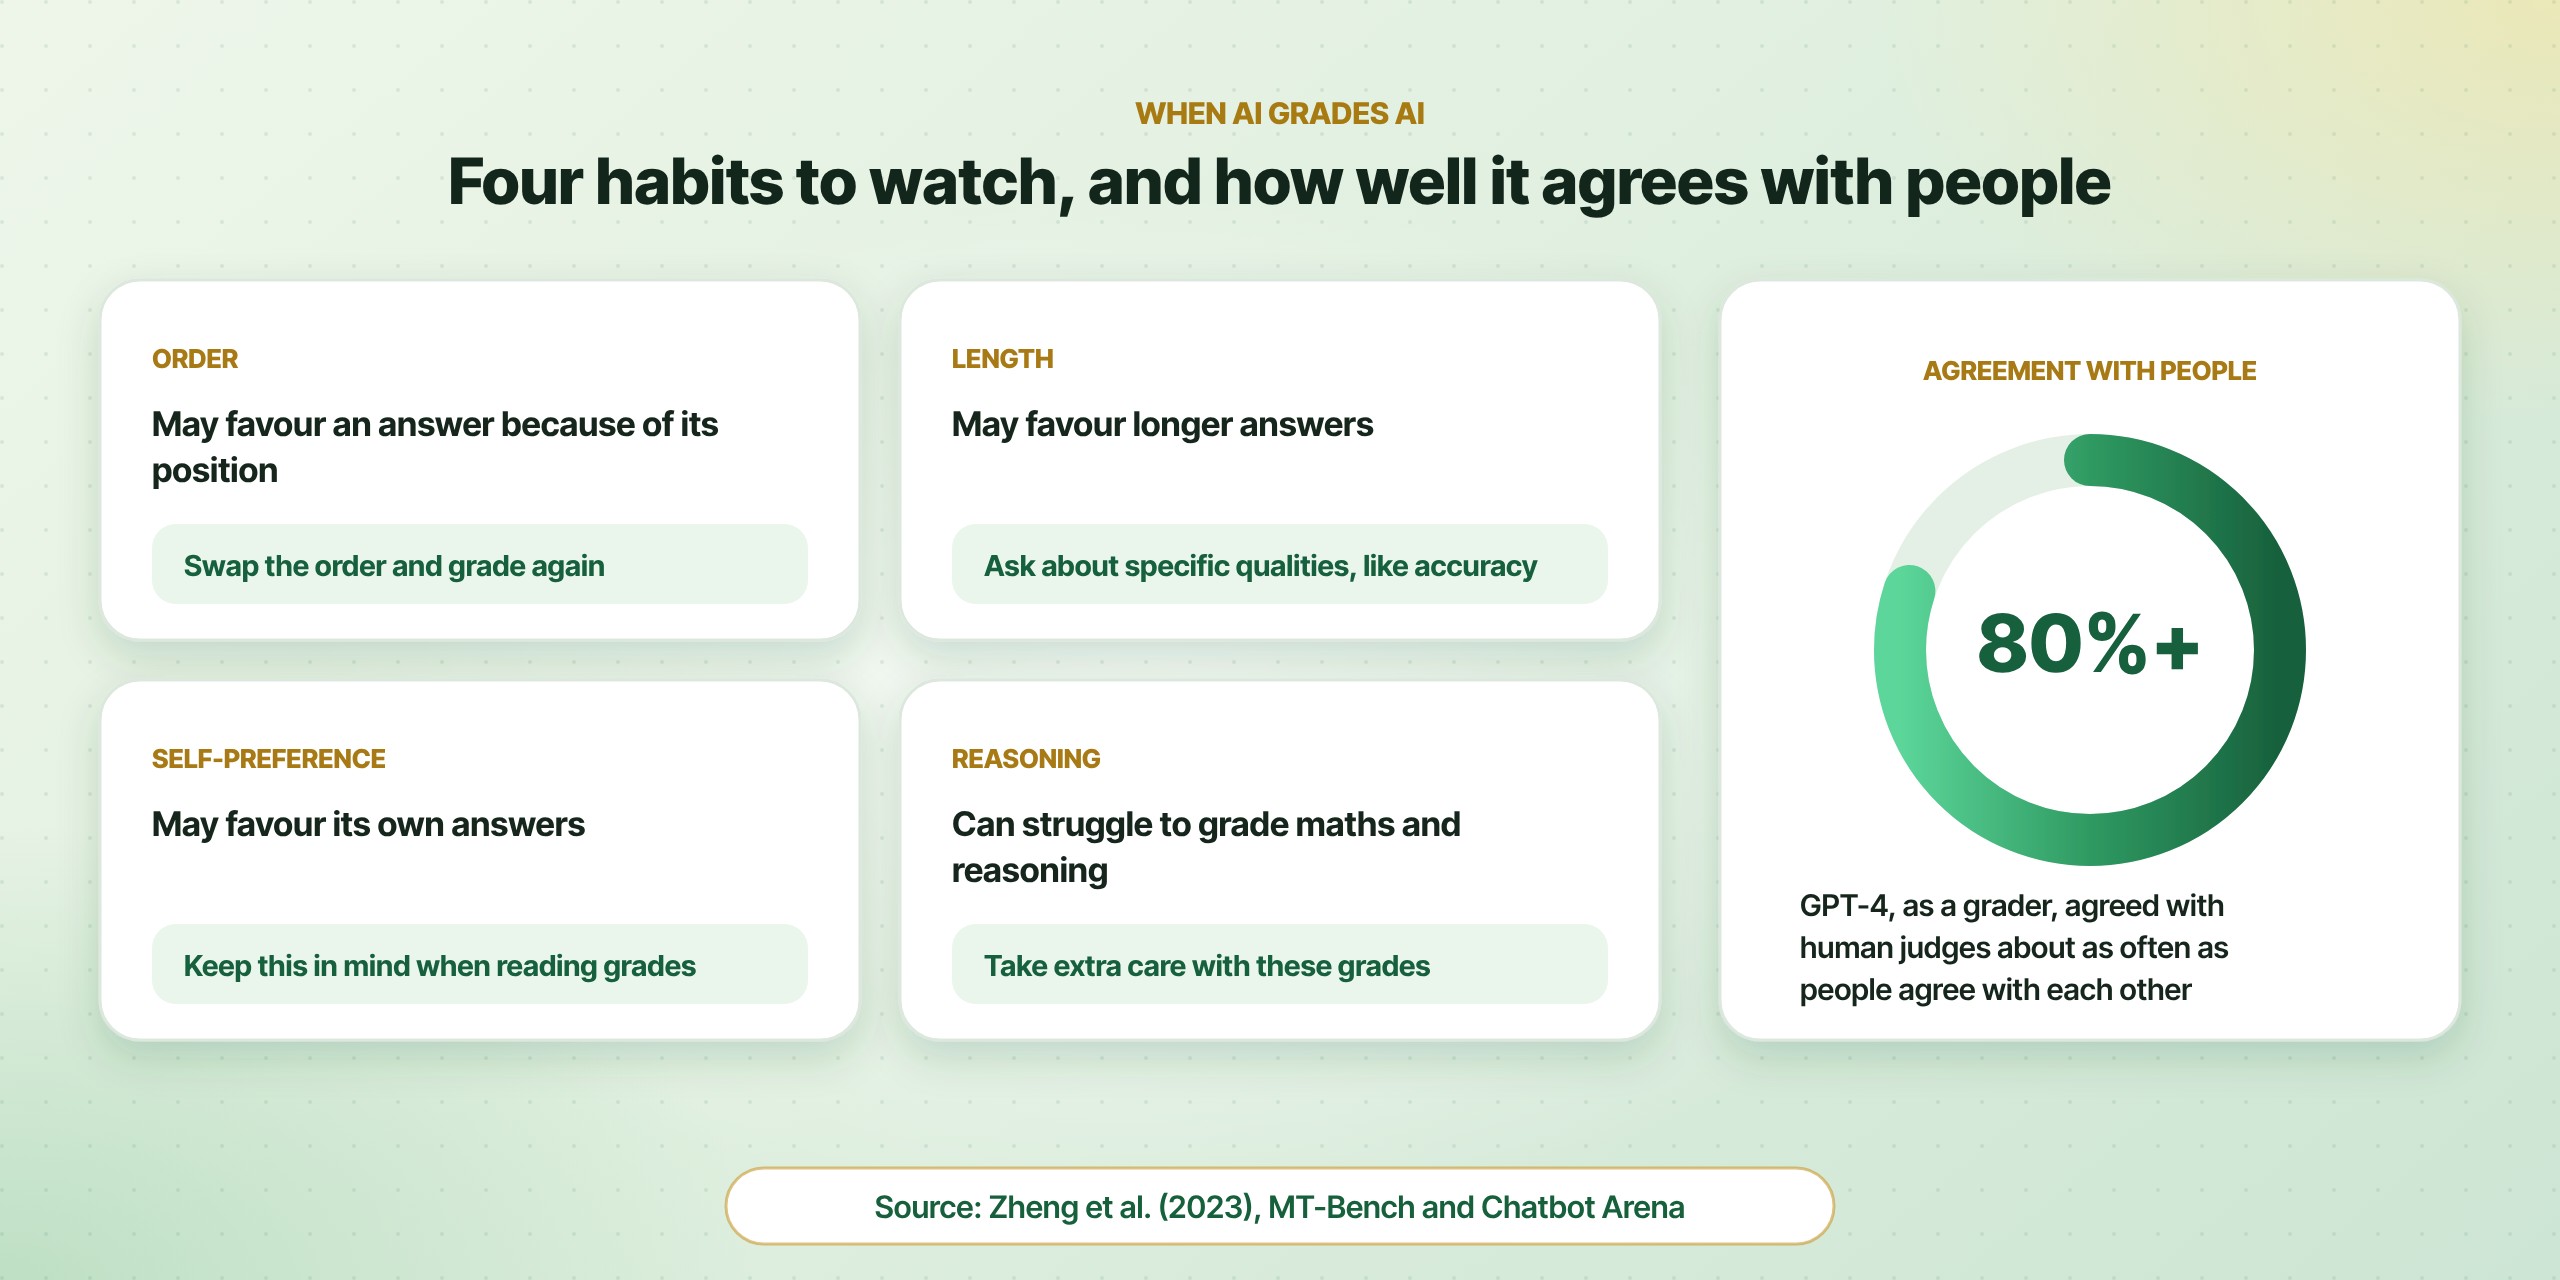 WHEN AI GRADES AI
Four habits to watch, and how well it agrees with people
ORDER
May favour an answer because of its
position
Swap the order and grade again
LENGTH
May favour longer answers
Ask about specific qualities, like accuracy
SELF-PREFERENCE
May favour its own answers
Keep this in mind when reading grades
REASONING
Can struggle to grade maths and
reasoning
Take extra care with these grades
AGREEMENT WITH PEOPLE
80%+
GPT-4, as a grader, agreed with
human judges about as often as
people agree with each other
Source: Zheng et al. (2023), MT-Bench and Chatbot Arena